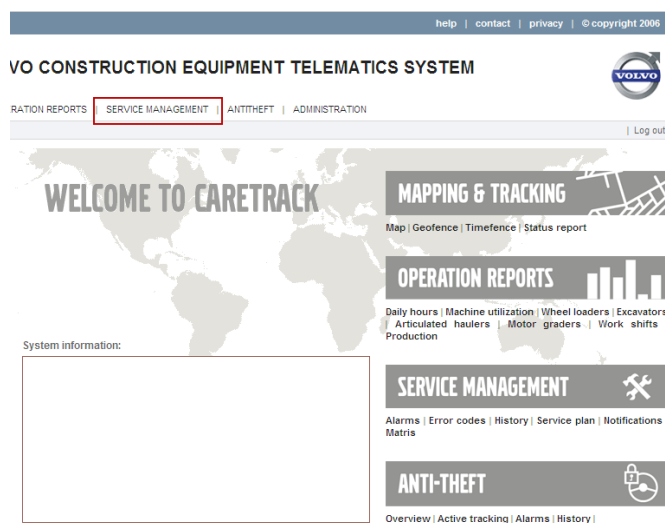 help | contact | privacy | © copyright 2006
VO CONSTRUCTION EQUIPMENT TELEMATICS SYSTEM
VOLVO
RATION REPORTS | SERVICE MANAGEMENT | ANTITHEFT | ADMINISTRATION
| Log out
WELCOME TO CARETRACK
MAPPING & TRACKING
Map | Geofence | Timefence | Status report
OPERATION REPORTS
Daily hours | Machine utilization | Wheel loaders | Excavators
| Articulated haulers | Motor graders | Work shifts
Production
System information:
SERVICE MANAGEMENT
Alarms | Error codes | History | Service plan | Notifications
Matris
ANTI-THEFT
Overview | Active tracking | Alarms | History |